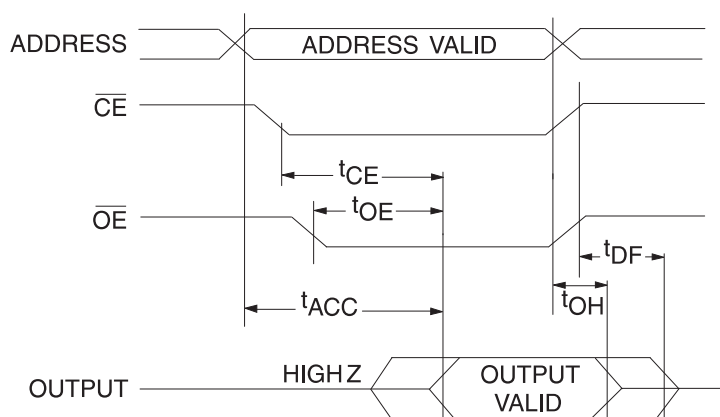 ADDRESS
ADDRESS VALID
CE
tCE
tOE
OE
tDF
tACC
tOH
HIGH Z
OUTPUT
OUTPUT
VALID